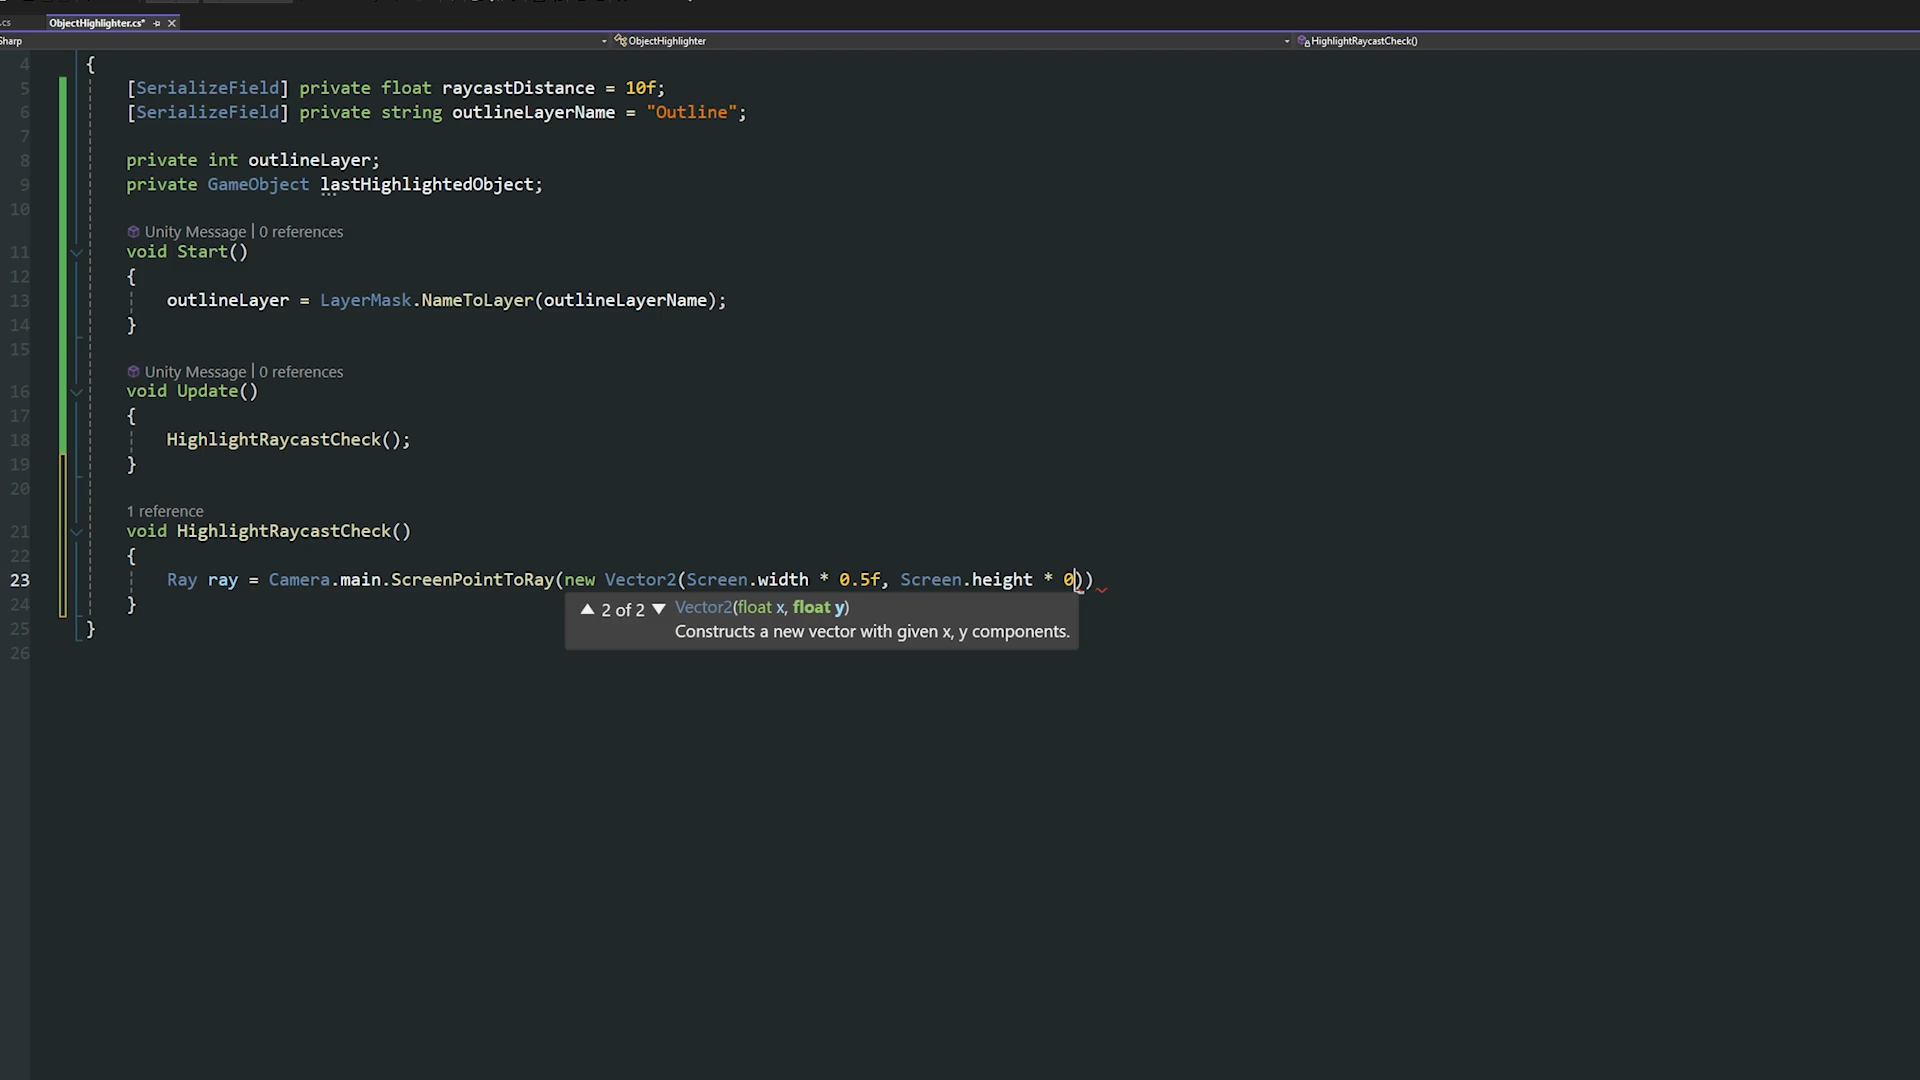 .cs ObjectHighlighter.cs*
Sharp ObjectHighlighter HighlightRaycastCheck()
4 {
5 [SerializeField] private float raycastDistance = 10f;
6 [SerializeField] private string outlineLayerName = "Outline";
7
8 private int outlineLayer;
9 private GameObject lastHighlightedObject;
10
Unity Message | 0 references
11 void Start()
12 {
13 outlineLayer = LayerMask.NameToLayer(outlineLayerName);
14 }
15
Unity Message | 0 references
16 void Update()
17 {
18 HighlightRaycastCheck();
19 }
20
1 reference
21 void HighlightRaycastCheck()
22 {
23 Ray ray = Camera.main.ScreenPointToRay(new Vector2(Screen.width * 0.5f, Screen.height * 0))
24 }
▲ 2 of 2 ▼ Vector2(float x, float y)
Constructs a new vector with given x, y components.
25 }
26